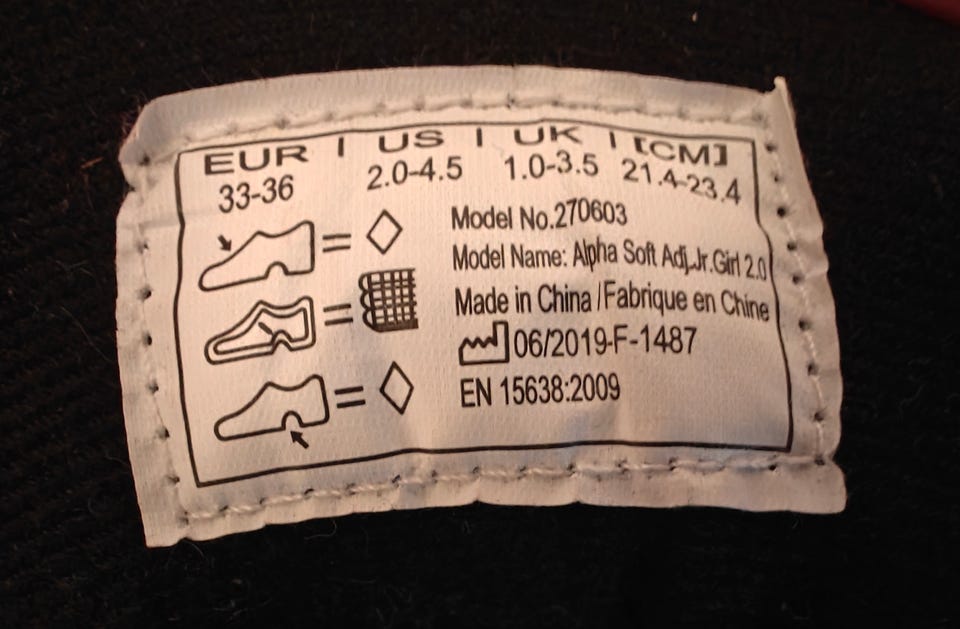 EUR | US | UK | [CM]
33-36 2.0-4.5 1.0-3.5 21.4-23.4
Model No.270603
Model Name: Alpha Soft Adj.Jr.Girl 2.0
Made in China /Fabrique en Chine
06/2019-F-1487
EN 15638:2009